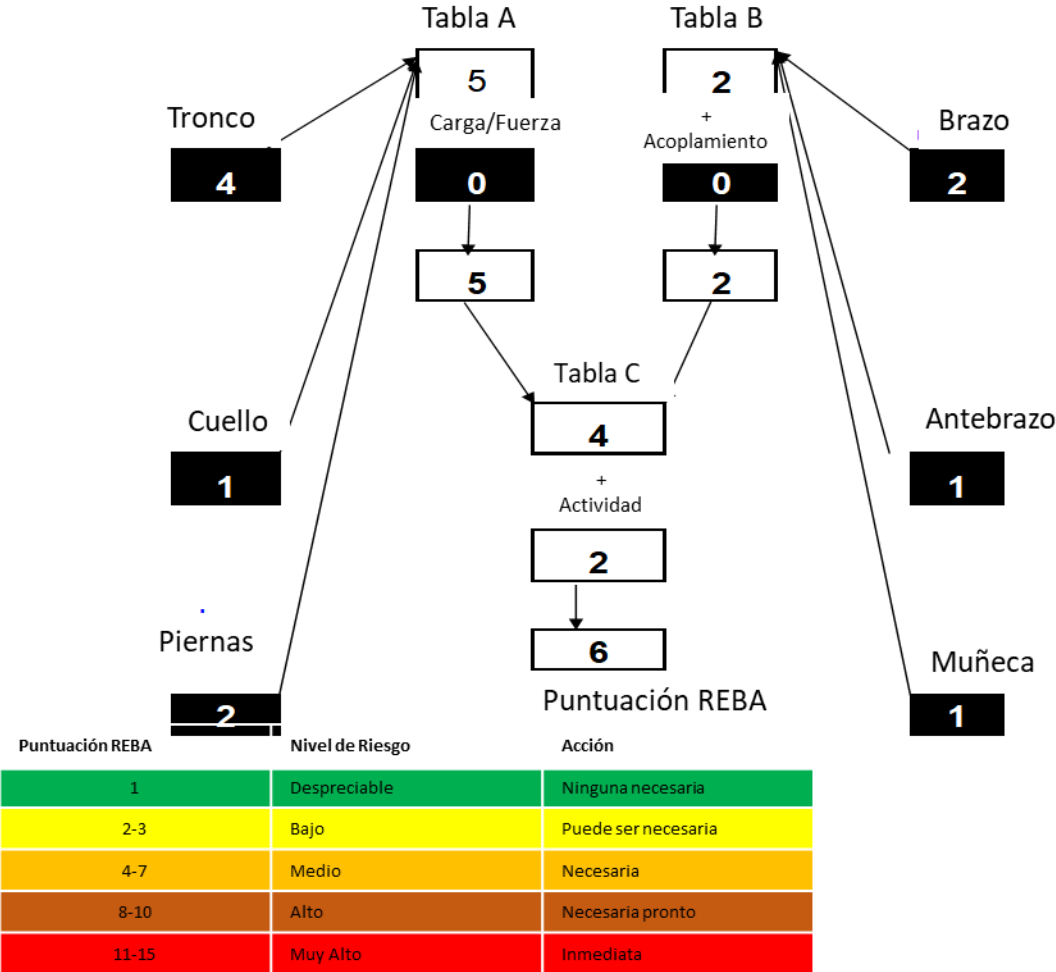 Tabla A
Tabla B
5
2
Tronco
Carga/Fuerza
+
Acoplamiento
Brazo
4
0
0
2
5
2
Tabla C
Cuello
4
Antebrazo
1
+
Actividad
1
2
Piernas
6
Muñeca
2
Puntuación REBA
1
Puntuación REBA Nivel de Riesgo Acción
1 Despreciable Ninguna necesaria
2-3 Bajo Puede ser necesaria
4-7 Medio Necesaria
8-10 Alto Necesaria pronto
11-15 Muy Alto Inmediata